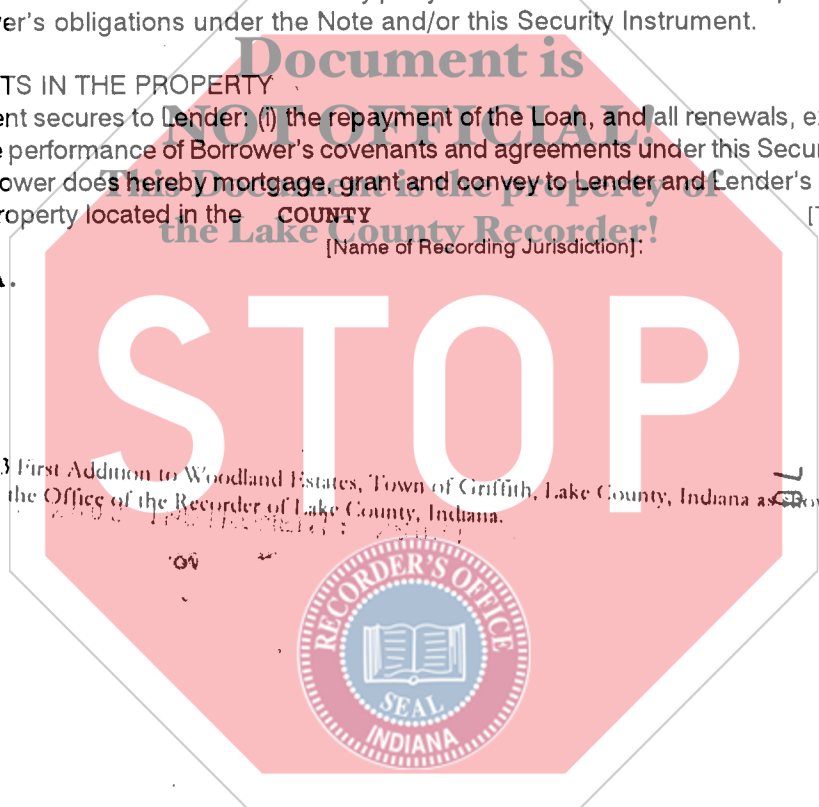 er's obligations under the Note and/or this Security Instrument.
Document is
TS IN THE PROPERTY
NOT OFFICIAL!
ent secures to Lender: (i) the repayment of the Loan, and all renewals, e
performance of Borrower's covenants and agreements under this Secur
This Document is the property of
ower does hereby mortgage, grant and convey to Lender and Lender's
roperty located in the COUNTY [T
the Lake County Recorder!
[Name of Recording Jurisdiction]:
A.
STOP
3 First Addition to Woodland Estates, Town of Griffith, Lake County, Indiana as
the Office of the Recorder of Lake County, Indiana.
RECORDER'S OFFICE
SEAL
INDIANA